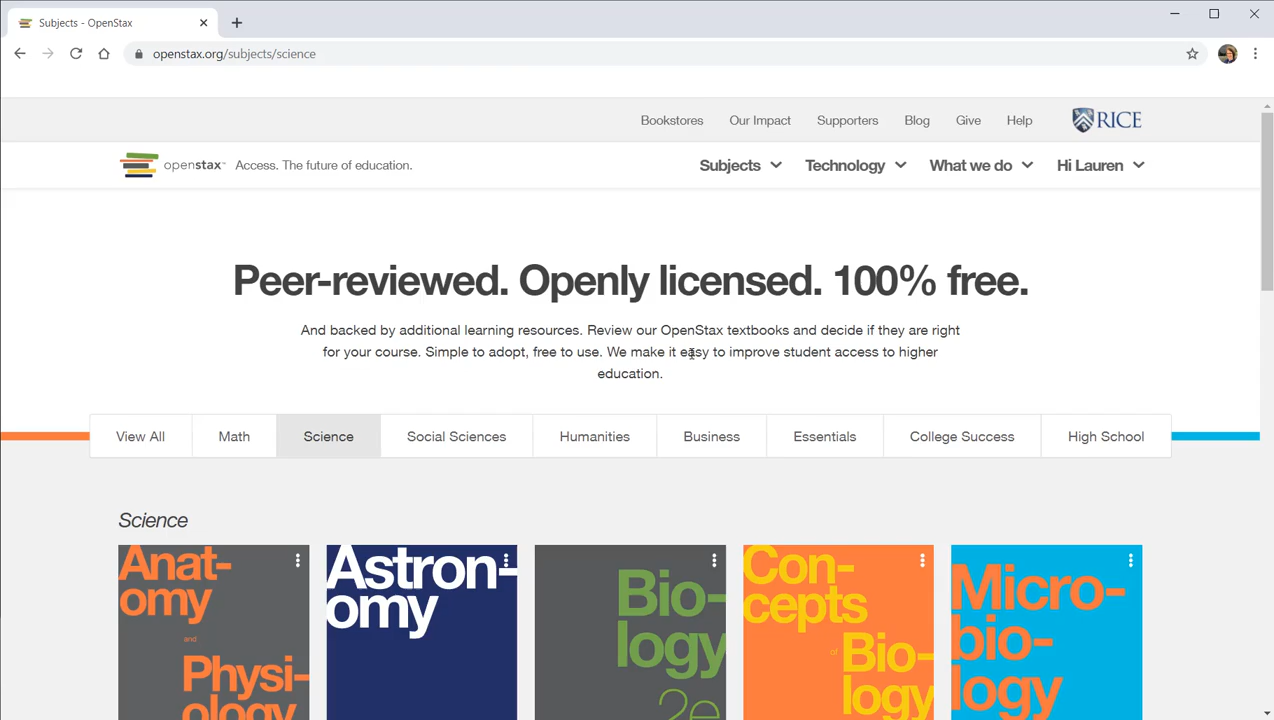 Subjects - OpenStax
openstax.org/subjects/science
Bookstores Our Impact Supporters Blog Give Help RICE
openstax™ Access. The future of education. Subjects Technology What we do Hi Lauren
Peer-reviewed. Openly licensed. 100% free.
And backed by additional learning resources. Review our OpenStax textbooks and decide if they are right
for your course. Simple to adopt, free to use. We make it easy to improve student access to higher
education.
View All Math Science Social Sciences Humanities Business Essentials College Success High School
Science
Anat-
omy
and
Physi-
ology
Astron-
omy
Bio-
logy
2e
Con-
cepts
of
Bio-
logy
Micro-
bio-
logy